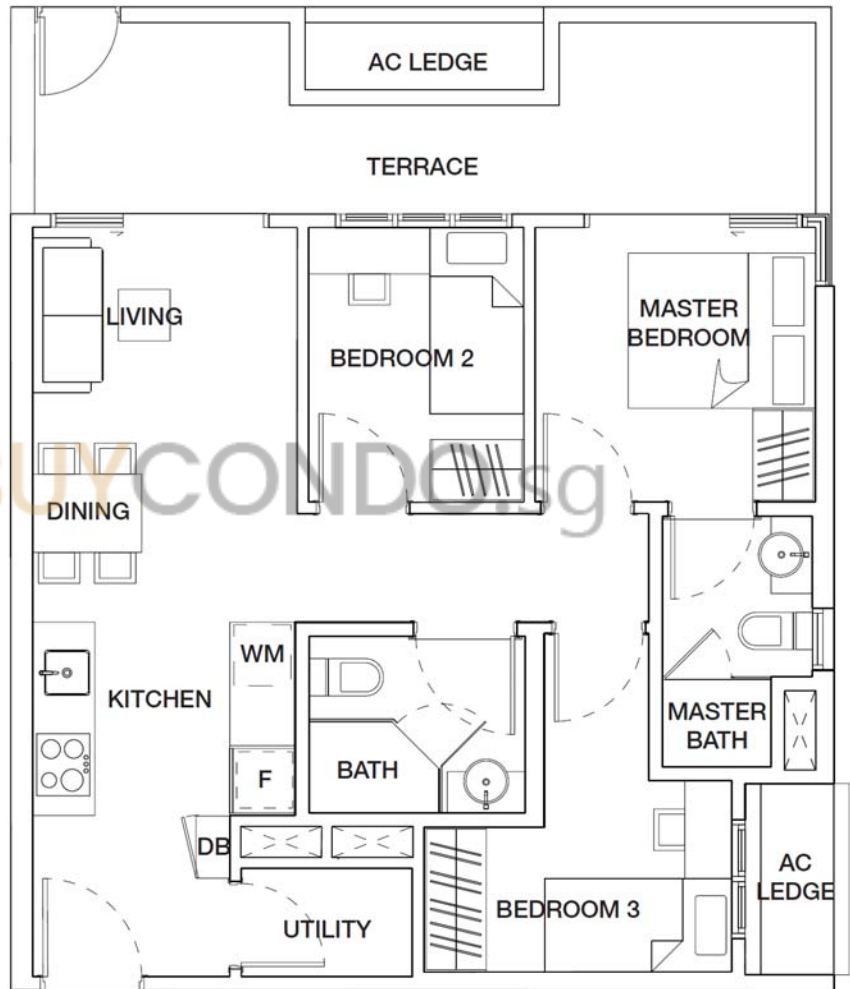 AC LEDGE
TERRACE
LIVING
BEDROOM 2
MASTER
BEDROOM
BUYCONDO.sg
DINING
WM
KITCHEN
MASTER
BATH
BATH
F
DB
AC
LEDGE
BEDROOM 3
UTILITY